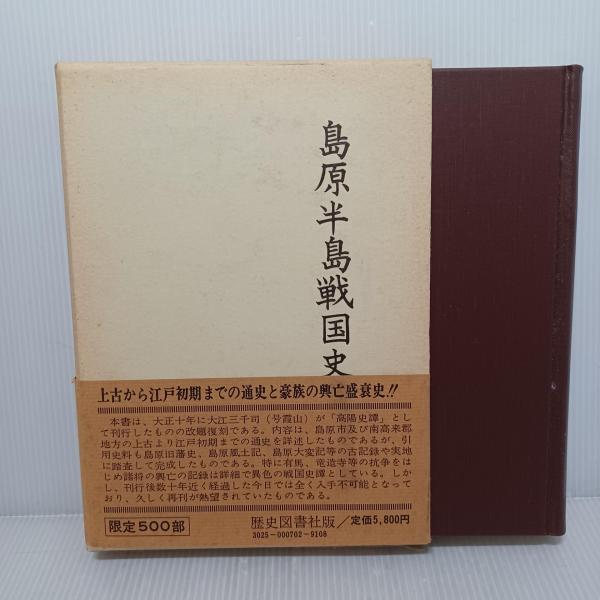 島原半島戦国史
上古から江戸初期までの通史と豪族の興亡盛衰史!!
本書は、大正十年に大江三千司（号霞山）が「高陽史譚」とし
て刊行したものの改題復刻である。内容は、島原市及び南高来郡
地方の上古より江戸初期までの通史を詳述したものであるが、引
用史料も島原旧藩史、島原風土記、島原大変記等の古記録や実地
に踏査して完成したものである。特に有馬、竜造寺等の抗争をは
じめ諸将の興亡の記録は詳細で異色の戦国史譚としている。しか
し、刊行後数十年近く経過した今日では全く入手不可能となって
おり、久しく再刊が熱望されていたものである。
限定500部
歴史図書社版／定価5,800円
3025-000702-9108